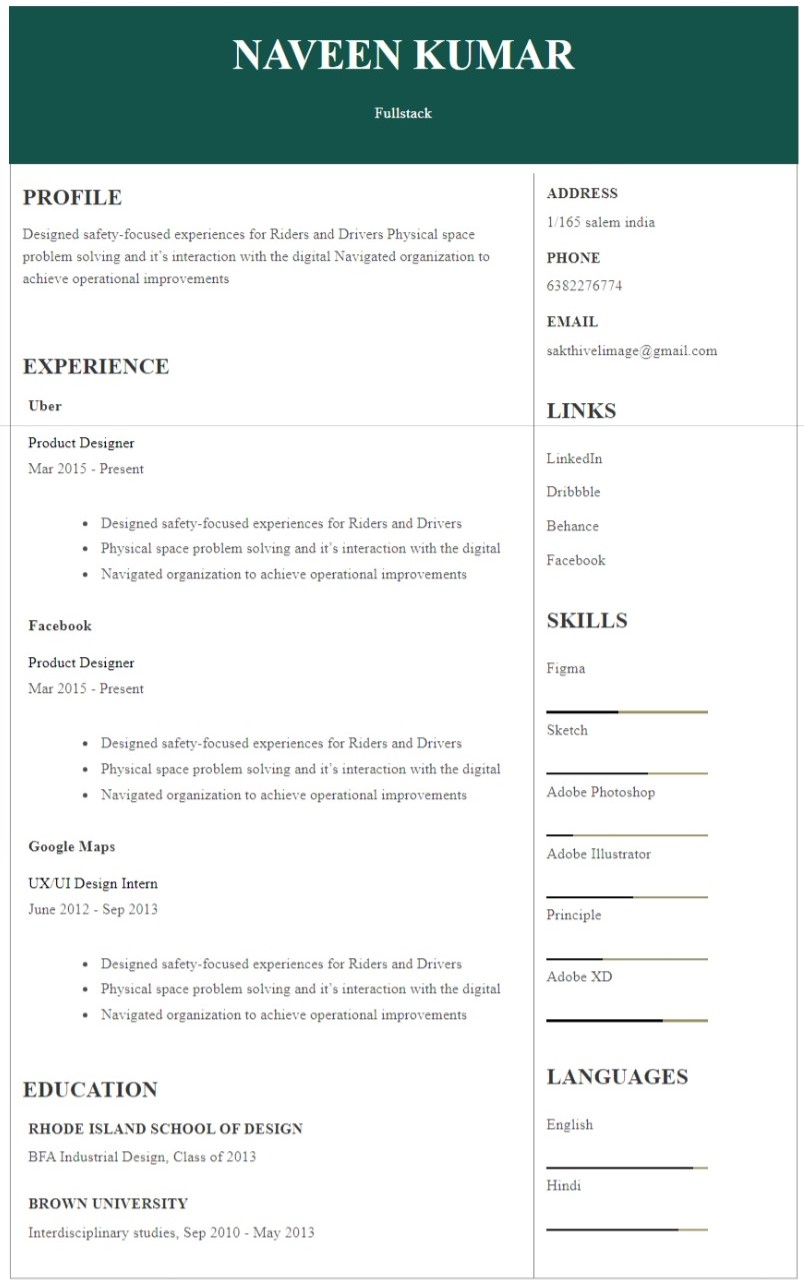 NAVEEN KUMAR
Fullstack
PROFILE
Designed safety-focused experiences for Riders and Drivers Physical space
problem solving and it's interaction with the digital Navigated organization to
achieve operational improvements
EXPERIENCE
Uber
Product Designer
Mar 2015 - Present
• Designed safety-focused experiences for Riders and Drivers
• Physical space problem solving and it's interaction with the digital
• Navigated organization to achieve operational improvements
Facebook
Product Designer
Mar 2015 - Present
• Designed safety-focused experiences for Riders and Drivers
• Physical space problem solving and it's interaction with the digital
• Navigated organization to achieve operational improvements
Google Maps
UX/UI Design Intern
June 2012 - Sep 2013
• Designed safety-focused experiences for Riders and Drivers
• Physical space problem solving and it's interaction with the digital
• Navigated organization to achieve operational improvements
EDUCATION
RHODE ISLAND SCHOOL OF DESIGN
BFA Industrial Design, Class of 2013
BROWN UNIVERSITY
Interdisciplinary studies, Sep 2010 - May 2013
ADDRESS
1/165 salem india
PHONE
6382276774
EMAIL
sakthivelimage@gmail.com
LINKS
LinkedIn
Dribbble
Behance
Facebook
SKILLS
Figma
Sketch
Adobe Photoshop
Adobe Illustrator
Principle
Adobe XD
LANGUAGES
English
Hindi